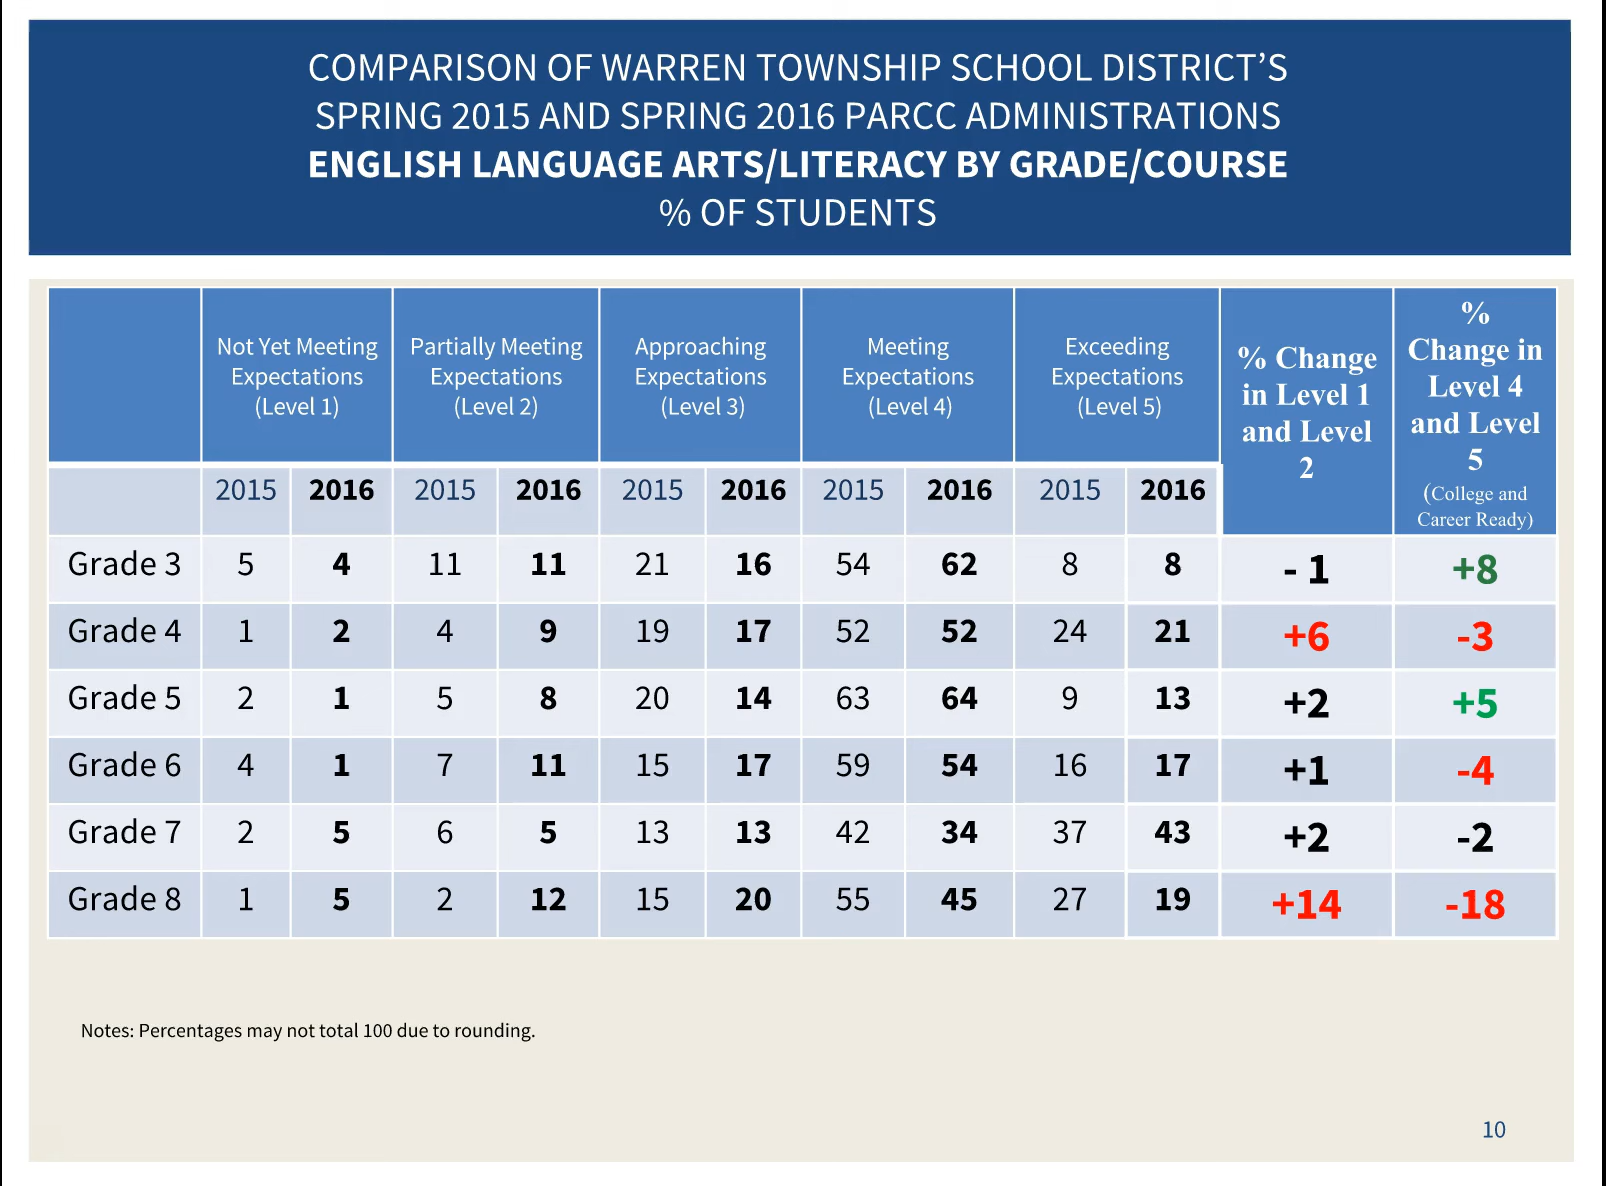 COMPARISON OF WARREN TOWNSHIP SCHOOL DISTRICT’S
SPRING 2015 AND SPRING 2016 PARCC ADMINISTRATIONS
ENGLISH LANGUAGE ARTS/LITERACY BY GRADE/COURSE
% OF STUDENTS
Not Yet Meeting
Expectations
(Level 1)
Partially Meeting
Expectations
(Level 2)
Approaching
Expectations
(Level 3)
Meeting
Expectations
(Level 4)
Exceeding
Expectations
(Level 5)
% Change
in Level 1
and Level
2
%
Change in
Level 4
and Level
5
(College and
Career Ready)
2015 2016 2015 2016 2015 2016 2015 2016 2015 2016
Grade 3 5 4 11 11 21 16 54 62 8 8 - 1 +8
Grade 4 1 2 4 9 19 17 52 52 24 21 +6 -3
Grade 5 2 1 5 8 20 14 63 64 9 13 +2 +5
Grade 6 4 1 7 11 15 17 59 54 16 17 +1 -4
Grade 7 2 5 6 5 13 13 42 34 37 43 +2 -2
Grade 8 1 5 2 12 15 20 55 45 27 19 +14 -18
Notes: Percentages may not total 100 due to rounding.
10